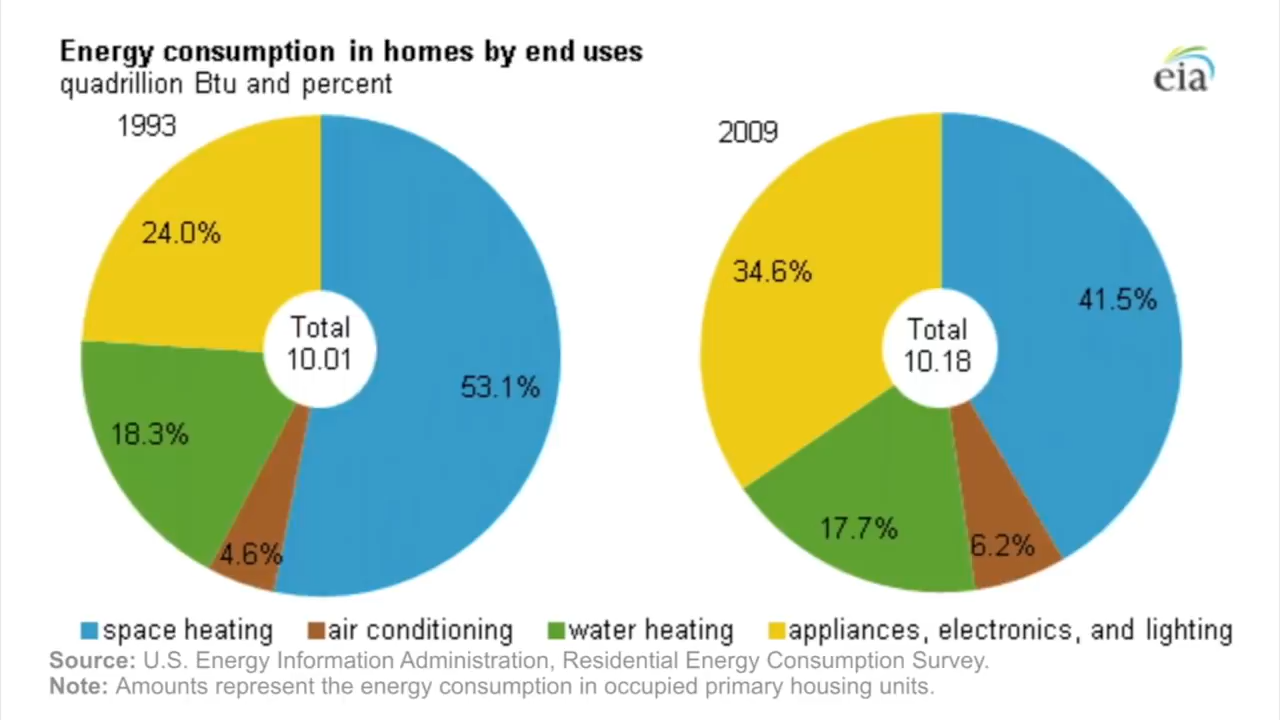 Energy consumption in homes by end uses
quadrillion Btu and percent
eia
1993
24.0%
53.1%
18.3%
4.6%
Total
10.01
2009
34.6%
41.5%
17.7%
6.2%
Total
10.18
space heating air conditioning water heating appliances, electronics, and lighting
Source: U.S. Energy Information Administration, Residential Energy Consumption Survey.
Note: Amounts represent the energy consumption in occupied primary housing units.